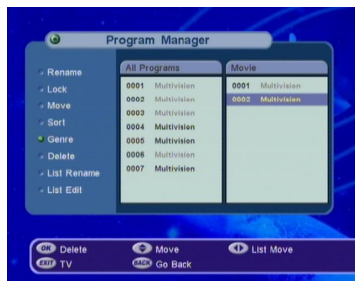 Program Manager
Rename
Lock
Move
Sort
Genre
Delete
List Rename
List Edit
All Programs
0001 Multivision
0002 Multivision
0003 Multivision
0004 Multivision
0005 Multivision
0006 Multivision
0007 Multivision
Movie
0001 Multivision
0002 Multivision
OK Delete
Move
List Move
EXIT TV
BACK Go Back